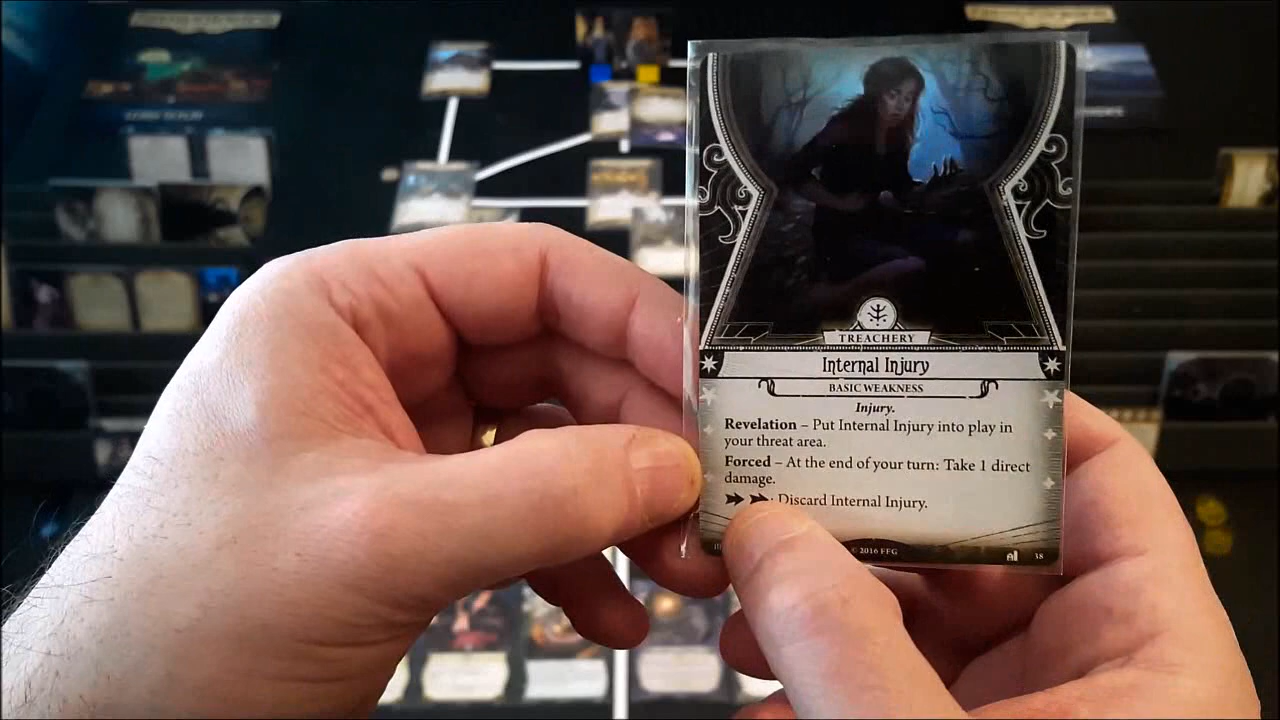 TREACHERY
Internal Injury
BASIC WEAKNESS
Injury.
Revelation – Put Internal Injury into play in
your threat area.
Forced – At the end of your turn: Take 1 direct
damage.
: Discard Internal Injury.
© 2016 FFG
38